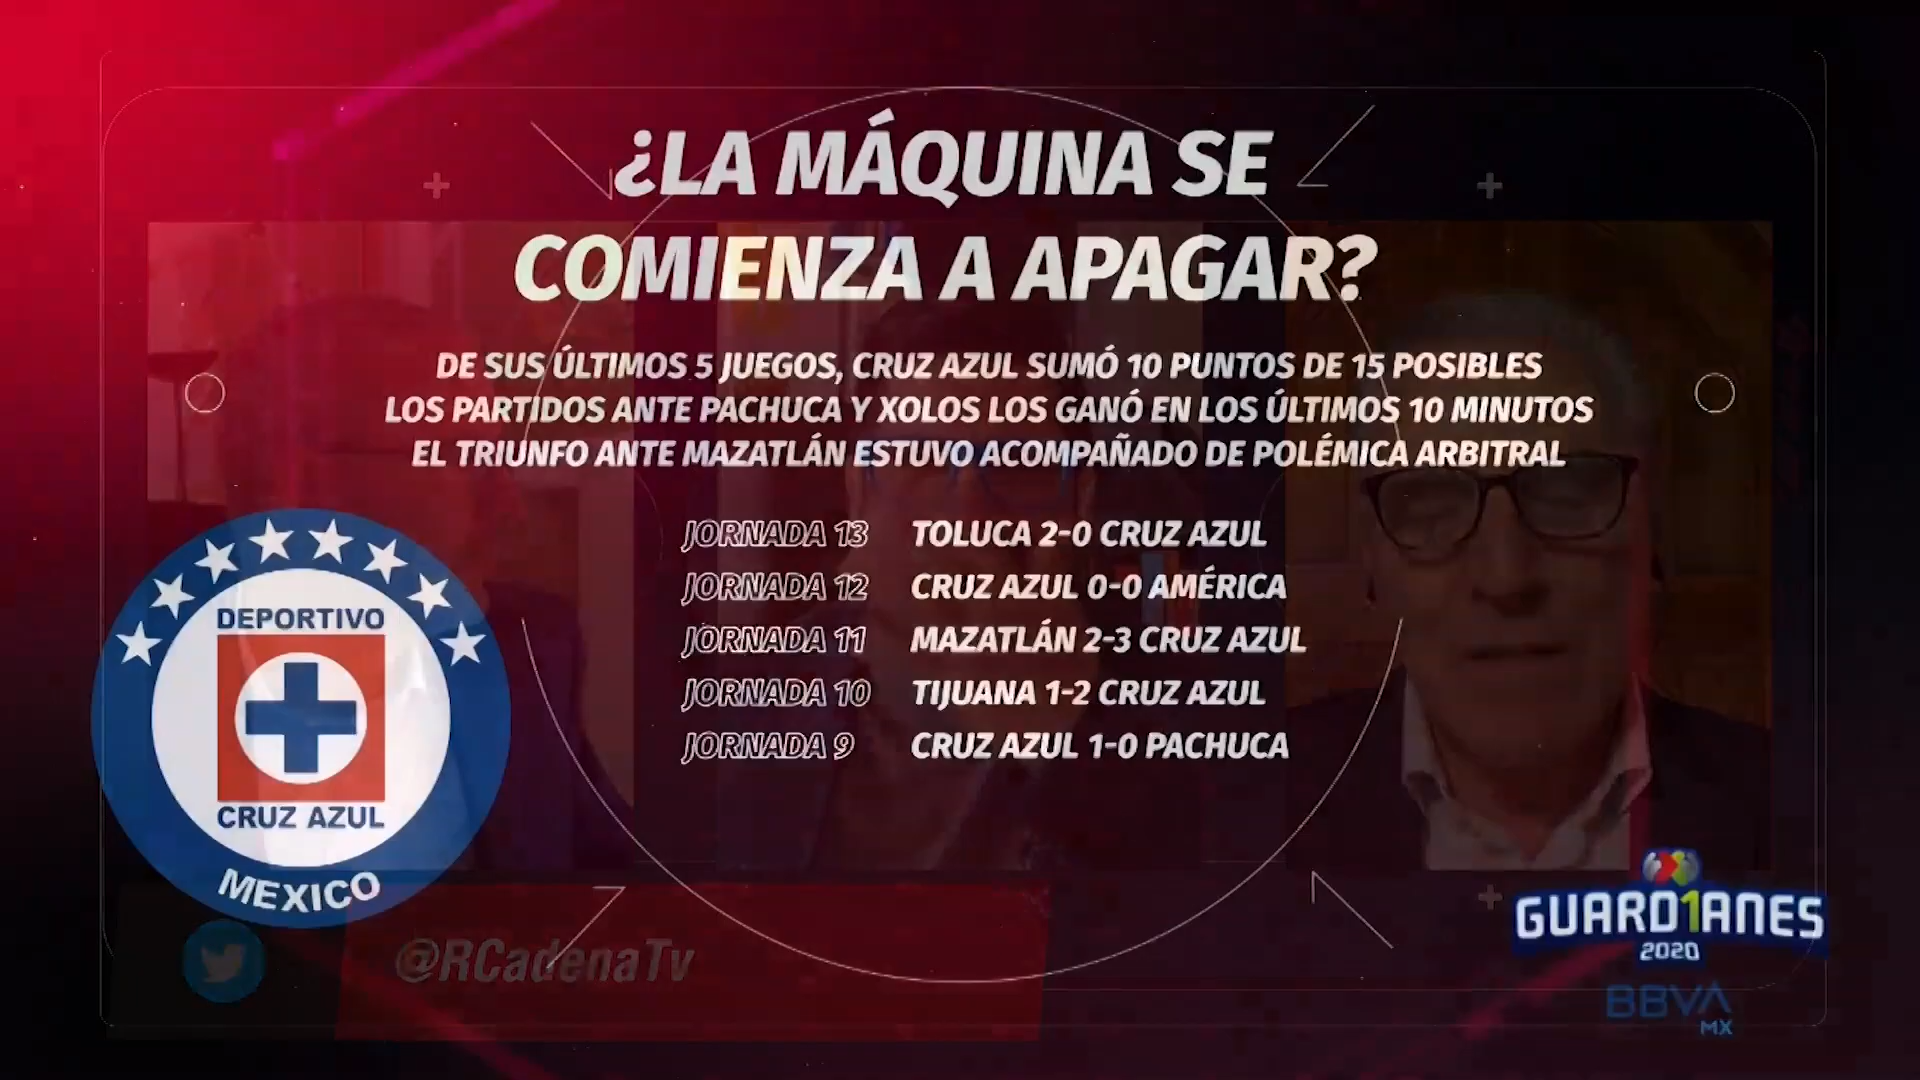 ¿LA MÁQUINA SE
COMIENZA A APAGAR?
DE SUS ÚLTIMOS 5 JUEGOS, CRUZ AZUL SUMÓ 10 PUNTOS DE 15 POSIBLES
LOS PARTIDOS ANTE PACHUCA Y XOLOS LOS GANÓ EN LOS ÚLTIMOS 10 MINUTOS
EL TRIUNFO ANTE MAZATLÁN ESTUVO ACOMPAÑADO DE POLÉMICA ARBITRAL
JORNADA 13 TOLUCA 2-0 CRUZ AZUL
JORNADA 12 CRUZ AZUL 0-0 AMÉRICA
JORNADA 11 MAZATLÁN 2-3 CRUZ AZUL
JORNADA 10 TIJUANA 1-2 CRUZ AZUL
JORNADA 9 CRUZ AZUL 1-0 PACHUCA
DEPORTIVO
CRUZ AZUL
MEXICO
@RCadenaTv
GUARD1ANES
2020
BBVA
MX